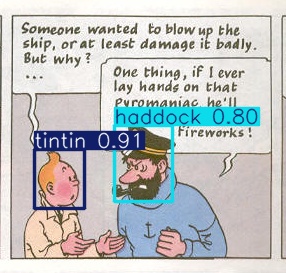 Someone wanted to blow up the
ship, or at least damage it badly.
But why?
...
One thing, if I ever
lay hands on that
pyromaniac he'll
fireworks!
haddock 0.80
tintin 0.91